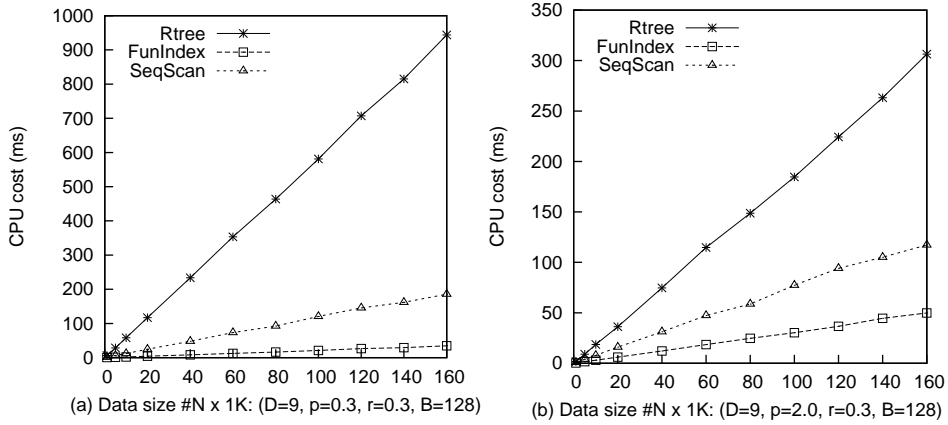 CPU cost (ms)
1000
900
800
700
600
500
400
300
200
100
0
Rtree
FunIndex
SeqScan
0 20 40 60 80 100 120 140 160
(a) Data size #N x 1K: (D=9, p=0.3, r=0.3, B=128)
CPU cost (ms)
350
300
250
200
150
100
50
0
Rtree
FunIndex
SeqScan
0 20 40 60 80 100 120 140 160
(b) Data size #N x 1K: (D=9, p=2.0, r=0.3, B=128)